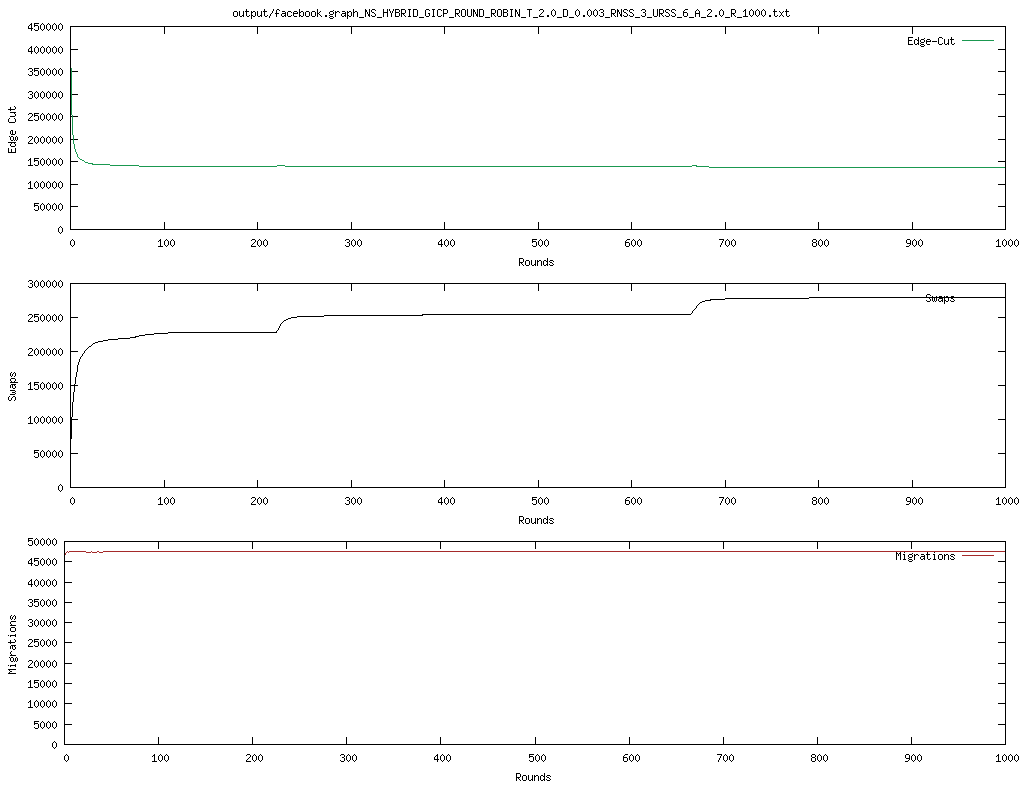 output/facebook.graph_NS_HYBRID_GICP_ROUND_ROBIN_T_2.0_D_0.003_RNSS_3_URSS_6_A_2.0_R_1000.txt
450000
400000
350000
300000
250000
200000
150000
100000
50000
0
Edge Cut
Edge-Cut
0 100 200 300 400 500 600 700 800 900 1000
Rounds
300000
250000
200000
150000
100000
50000
0
Swaps
Swaps
0 100 200 300 400 500 600 700 800 900 1000
Rounds
50000
45000
40000
35000
30000
25000
20000
15000
10000
5000
0
Migrations
Migrations
0 100 200 300 400 500 600 700 800 900 1000
Rounds